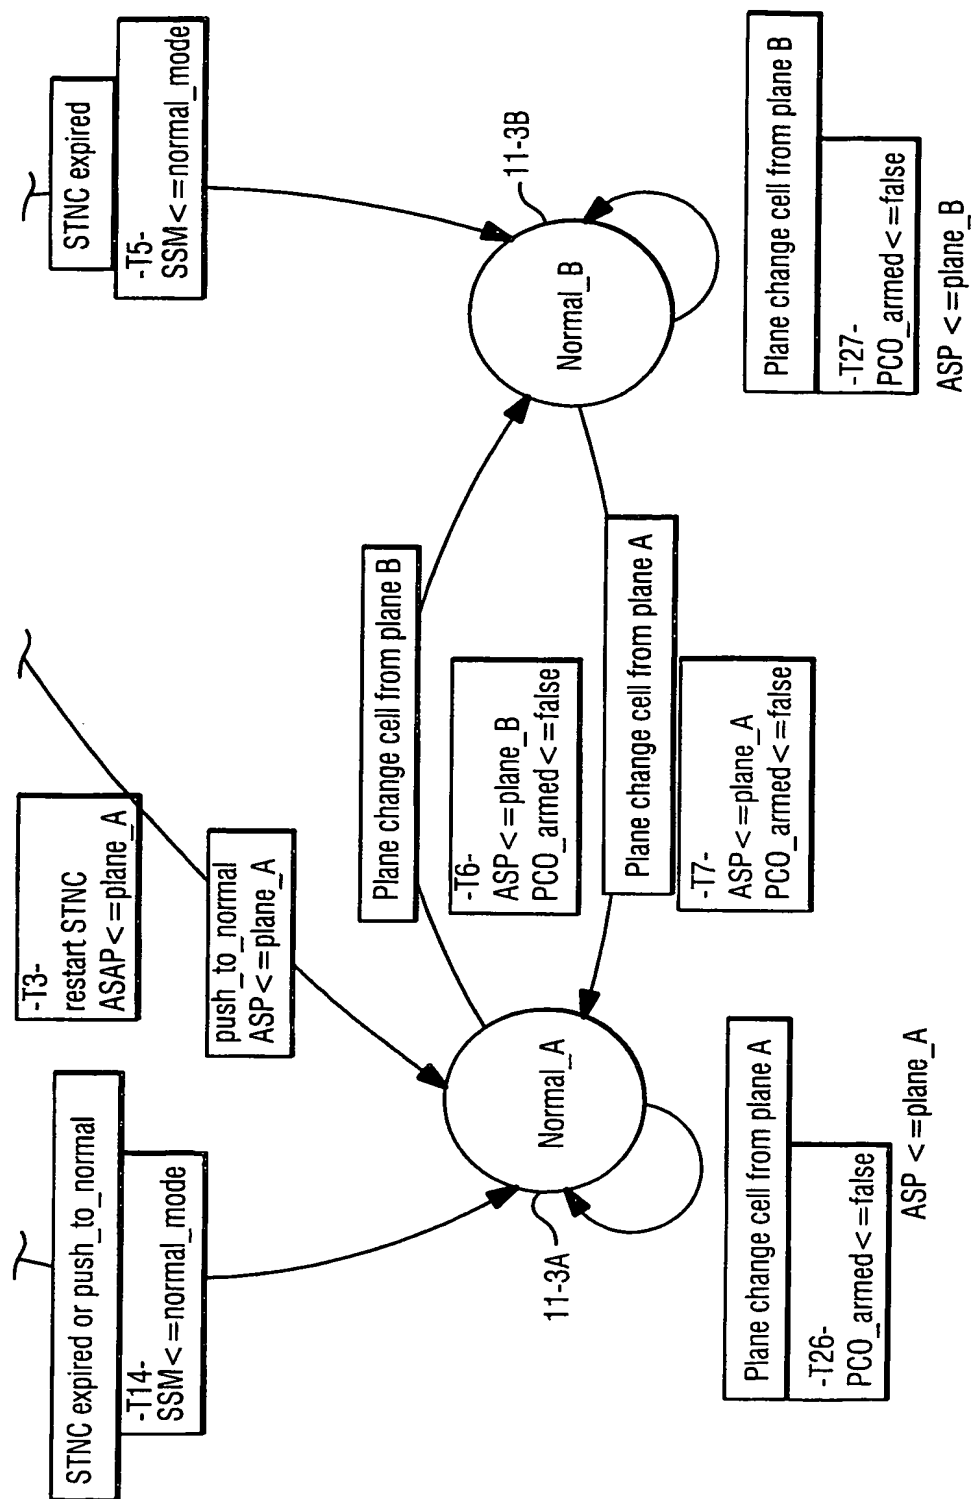 STNC expired or push_to_normal
-T14-
SSM<=normal_mode
-T3-
restart STNC
ASAP<=plane_A
push_to_normal
ASP<=plane_A
STNC expired
-T5-
SSM<=normal_mode
Plane change cell from plane B
-T6-
ASP<=plane_B
PCO_armed<=false
11-3A
Normal_A
Normal_B
11-3B
Plane change cell from plane A
-T7-
ASP<=plane_A
PCO_armed<=false
Plane change cell from plane A
-T26-
PCO_armed<=false
ASP<=plane_A
Plane change cell from plane B
-T27-
PCO_armed<=false
ASP<=plane_B